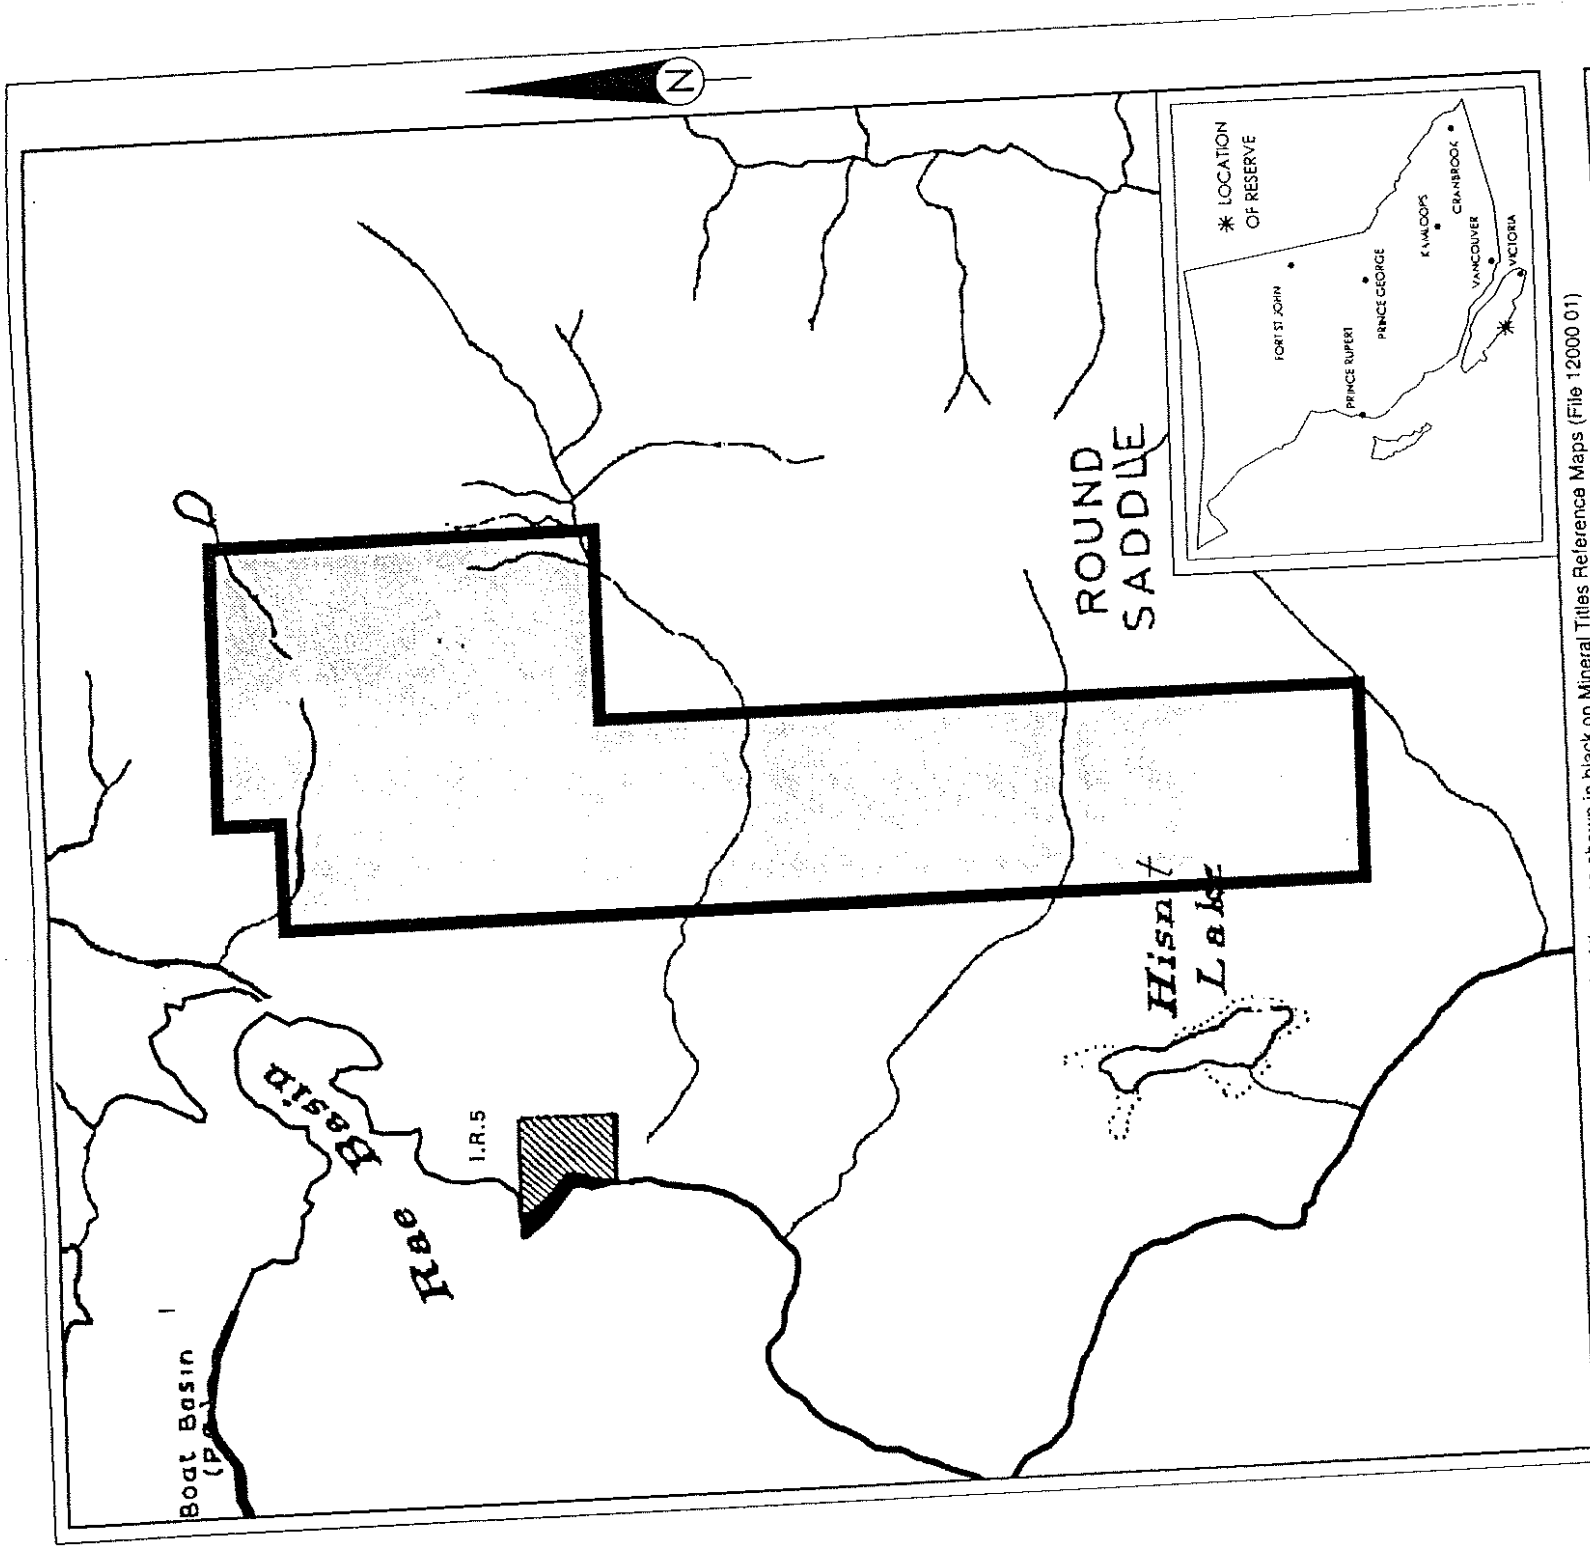 N
Boat Basin
Rae Basin
I.R.5
Hisnit
Lake
ROUND
SADDLE
* LOCATION
OF RESERVE
FORT ST JOHN
PRINCE RUPERT
PRINCE GEORGE
KAMLOOPS
CRANBROOK
VANCOUVER
VICTORIA
shown in black on Mineral Titles Reference Maps (File 12000 01)